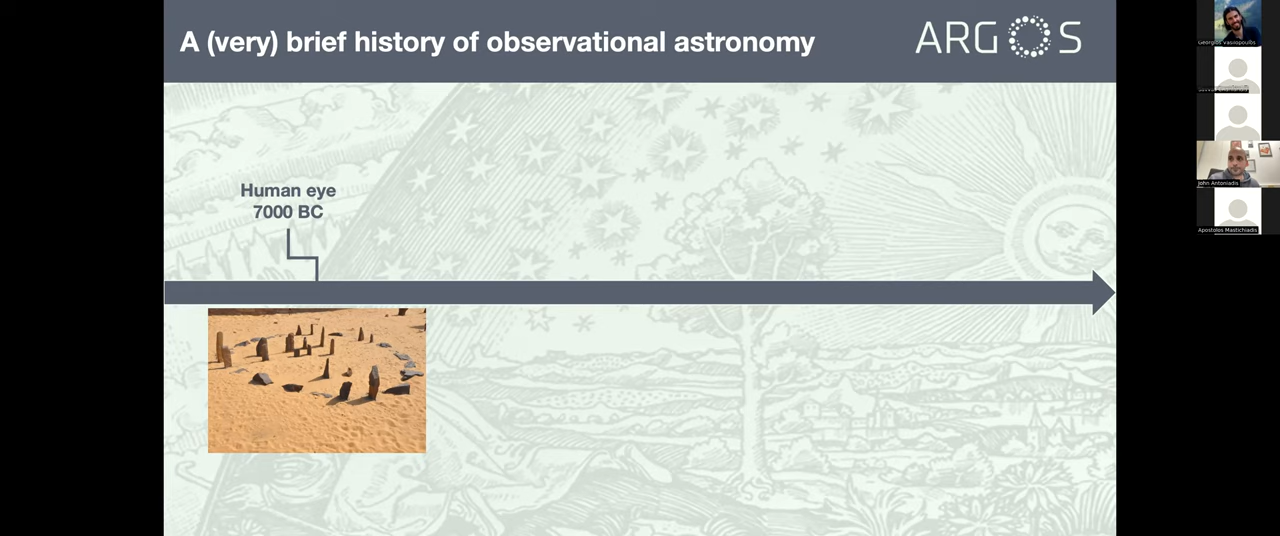 A (very) brief history of observational astronomy
ARGOS
Human eye
7000 BC
Georgios Vasilopoulos
John Antoniadis
Apostolos Mastichiadis